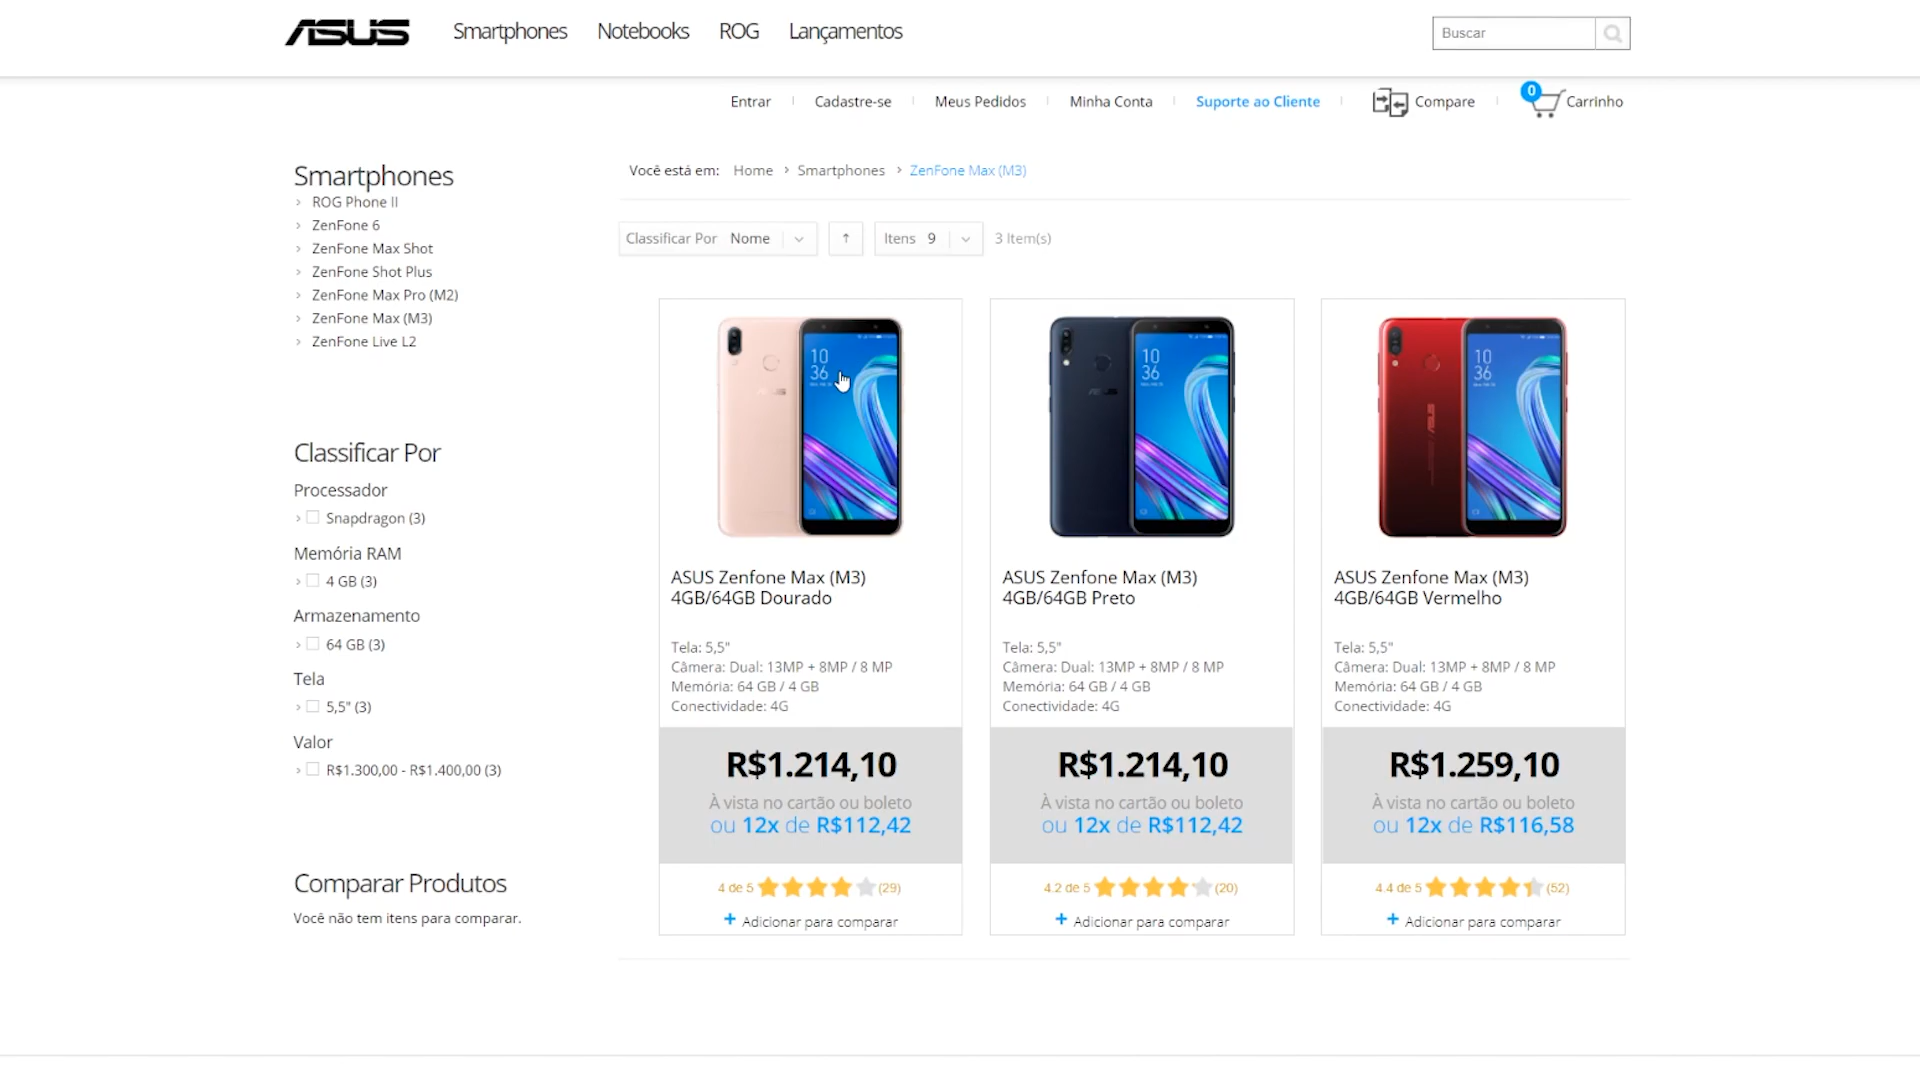 ASUS
Smartphones
Notebooks
ROG
Lançamentos
Buscar
Entrar
Cadastre-se
Meus Pedidos
Minha Conta
Suporte ao Cliente
Compare
0
Carrinho
Smartphones
› ROG Phone II
› ZenFone 6
› ZenFone Max Shot
› ZenFone Shot Plus
› ZenFone Max Pro (M2)
› ZenFone Max (M3)
› ZenFone Live L2
Classificar Por
Processador
› Snapdragon (3)
Memória RAM
› 4 GB (3)
Armazenamento
› 64 GB (3)
Tela
› 5,5" (3)
Valor
› R$1.300,00 - R$1.400,00 (3)
Comparar Produtos
Você não tem itens para comparar.
Você está em: Home › Smartphones › ZenFone Max (M3)
Classificar Por Nome
↑
Itens 9
3 Item(s)
10
36
ASUS Zenfone Max (M3)
4GB/64GB Dourado
Tela: 5,5"
Câmera: Dual: 13MP + 8MP / 8 MP
Memória: 64 GB / 4 GB
Conectividade: 4G
R$1.214,10
À vista no cartão ou boleto
ou 12x de R$112,42
4 de 5 (29)
+ Adicionar para comparar
10
36
ASUS Zenfone Max (M3)
4GB/64GB Preto
Tela: 5,5"
Câmera: Dual: 13MP + 8MP / 8 MP
Memória: 64 GB / 4 GB
Conectividade: 4G
R$1.214,10
À vista no cartão ou boleto
ou 12x de R$112,42
4.2 de 5 (20)
+ Adicionar para comparar
10
36
ASUS
ASUS Zenfone Max (M3)
4GB/64GB Vermelho
Tela: 5,5"
Câmera: Dual: 13MP + 8MP / 8 MP
Memória: 64 GB / 4 GB
Conectividade: 4G
R$1.259,10
À vista no cartão ou boleto
ou 12x de R$116,58
4.4 de 5 (52)
+ Adicionar para comparar